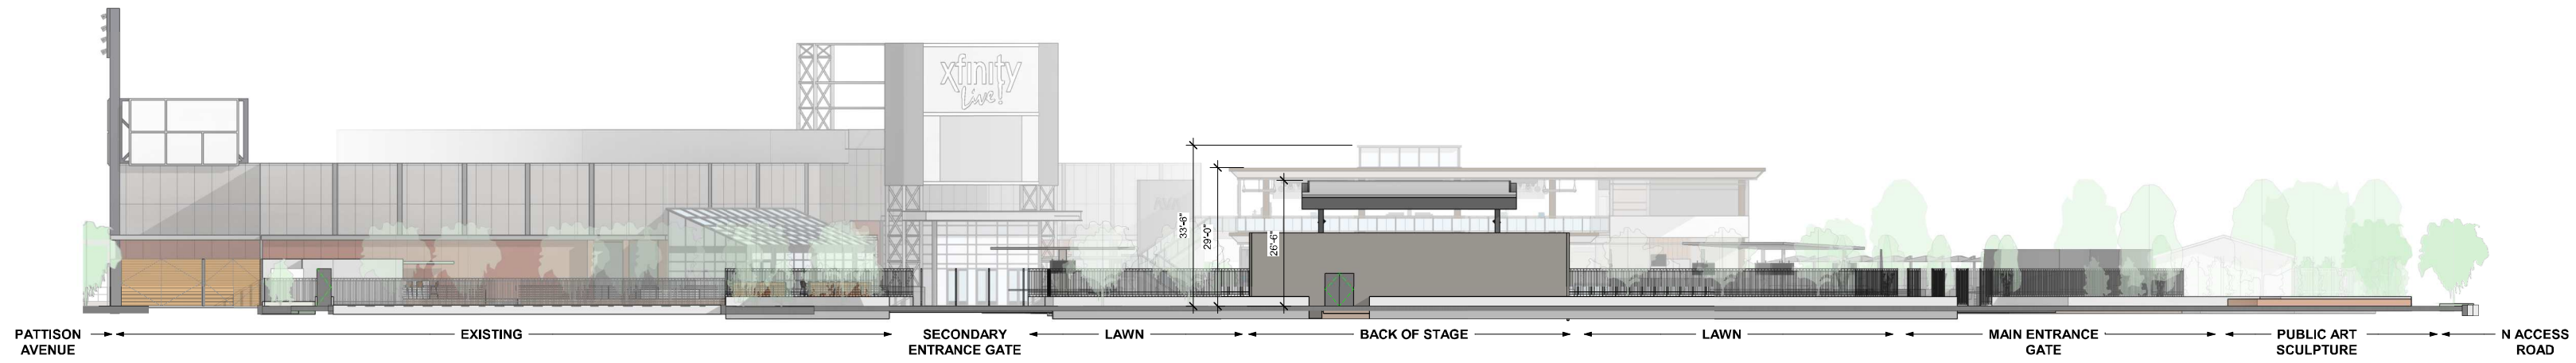 xfinity
Live!
33'-6"
29'-0"
26'-6"
PATTISON
AVENUE
EXISTING
SECONDARY
ENTRANCE GATE
LAWN
BACK OF STAGE
LAWN
MAIN ENTRANCE
GATE
PUBLIC ART
SCULPTURE
N ACCESS
ROAD